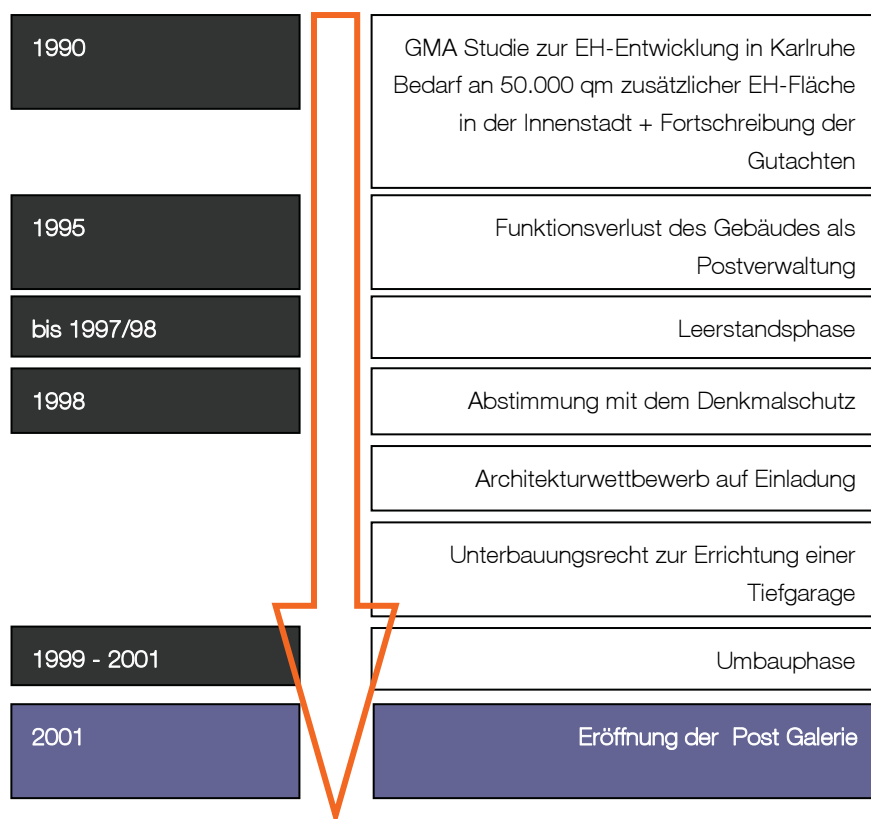 1990
GMA Studie zur EH-Entwicklung in Karlruhe
Bedarf an 50.000 qm zusätzlicher EH-Fläche
in der Innenstadt + Fortschreibung der
Gutachten
1995
Funktionsverlust des Gebäudes als
Postverwaltung
bis 1997/98
Leerstandsphase
1998
Abstimmung mit dem Denkmalschutz
Architekturwettbewerb auf Einladung
Unterbauungsrecht zur Errichtung einer
Tiefgarage
1999 - 2001
Umbauphase
2001
Eröffnung der Post Galerie